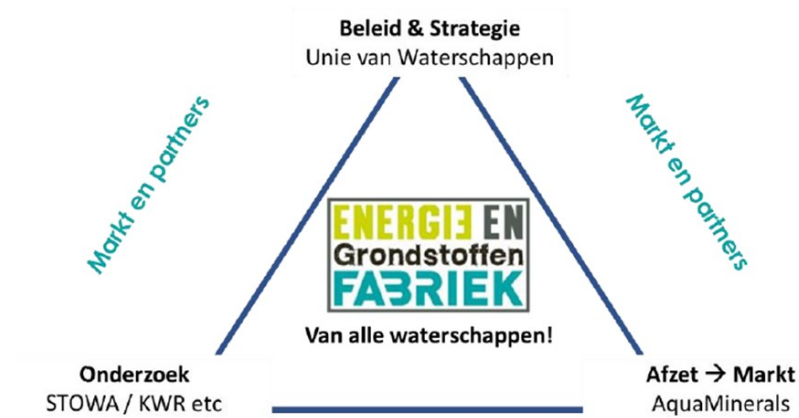 Beleid & Strategie
Unie van Waterschappen
Markt en partners
Markt en partners
ENERGIE EN
Grondstoffen
FABRIEK
Van alle waterschappen!
Onderzoek
STOWA / KWR etc
Afzet → Markt
AquaMinerals